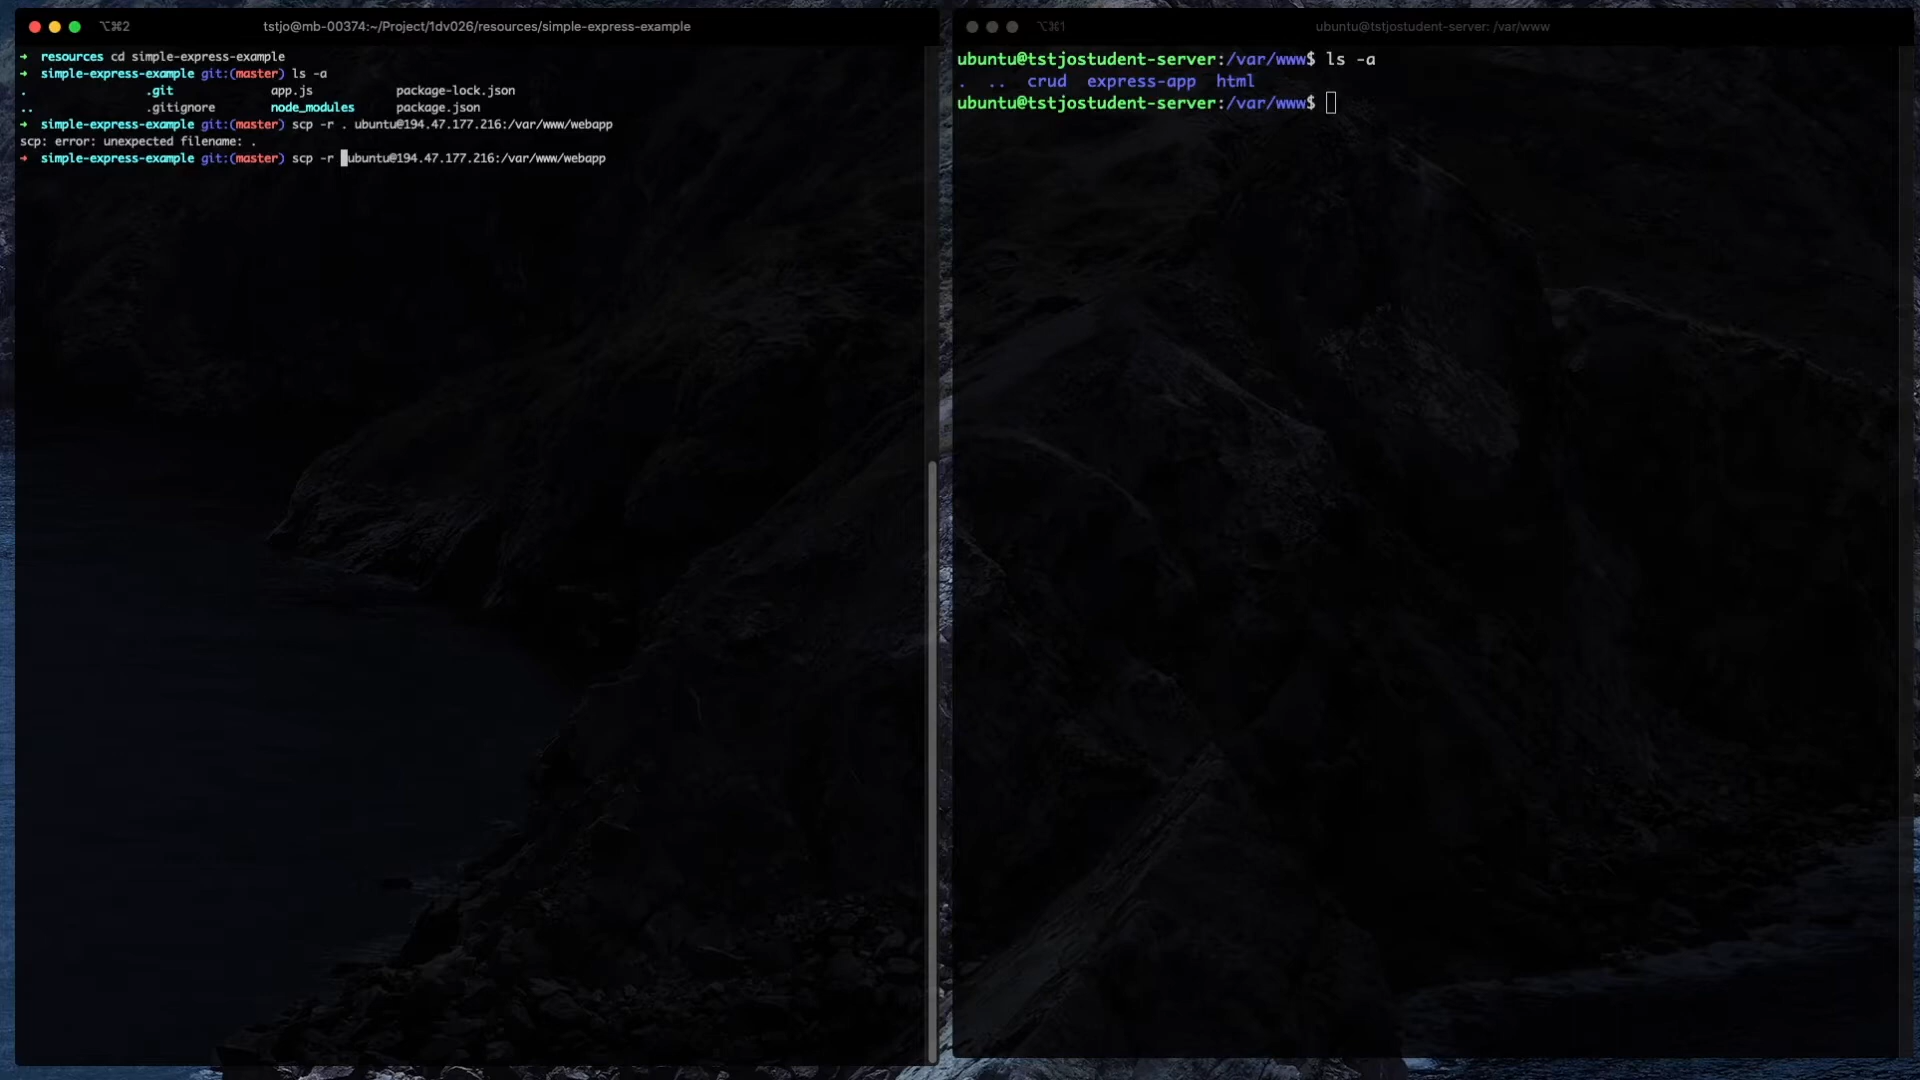 ⌥⌘2
tstjo@mb-00374:~/Project/1dv026/resources/simple-express-example
➜ resources cd simple-express-example
➜ simple-express-example git:(master) ls -a
. .git app.js package-lock.json
.. .gitignore node_modules package.json
➜ simple-express-example git:(master) scp -r . ubuntu@194.47.177.216:/var/www/webapp
scp: error: unexpected filename: .
➜ simple-express-example git:(master) scp -r ubuntu@194.47.177.216:/var/www/webapp
⌥⌘1
ubuntu@tstjostudent-server: /var/www
ubuntu@tstjostudent-server:/var/www$ ls -a
. .. crud express-app html
ubuntu@tstjostudent-server:/var/www$